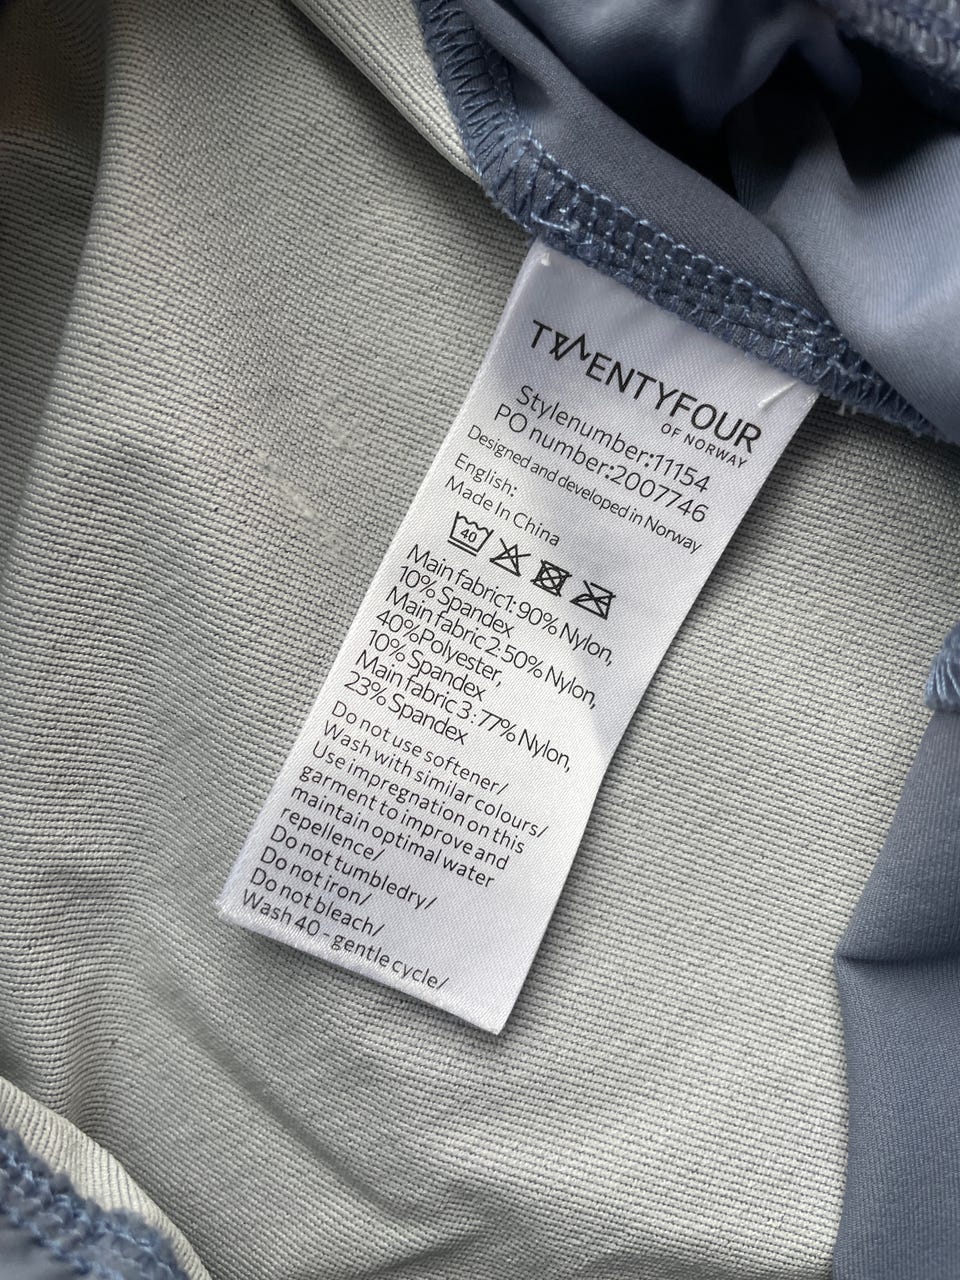 TWENTYFOUR
OF NORWAY
Stylenumber:11154
PO number:2007746
Designed and developed in Norway
English:
Made In China
40
Main fabric1: 90% Nylon,
10% Spandex
Main fabric 2: 50% Nylon,
40%Polyester,
10% Spandex
Main fabric 3 : 77% Nylon,
23% Spandex
Do not use softener/
Wash with similar colours/
Use impregnation on this
garment to improve and
maintain optimal water
repellence/
Do not tumbledry/
Do not iron/
Do not bleach/
Wash 40 - gentle cycle/